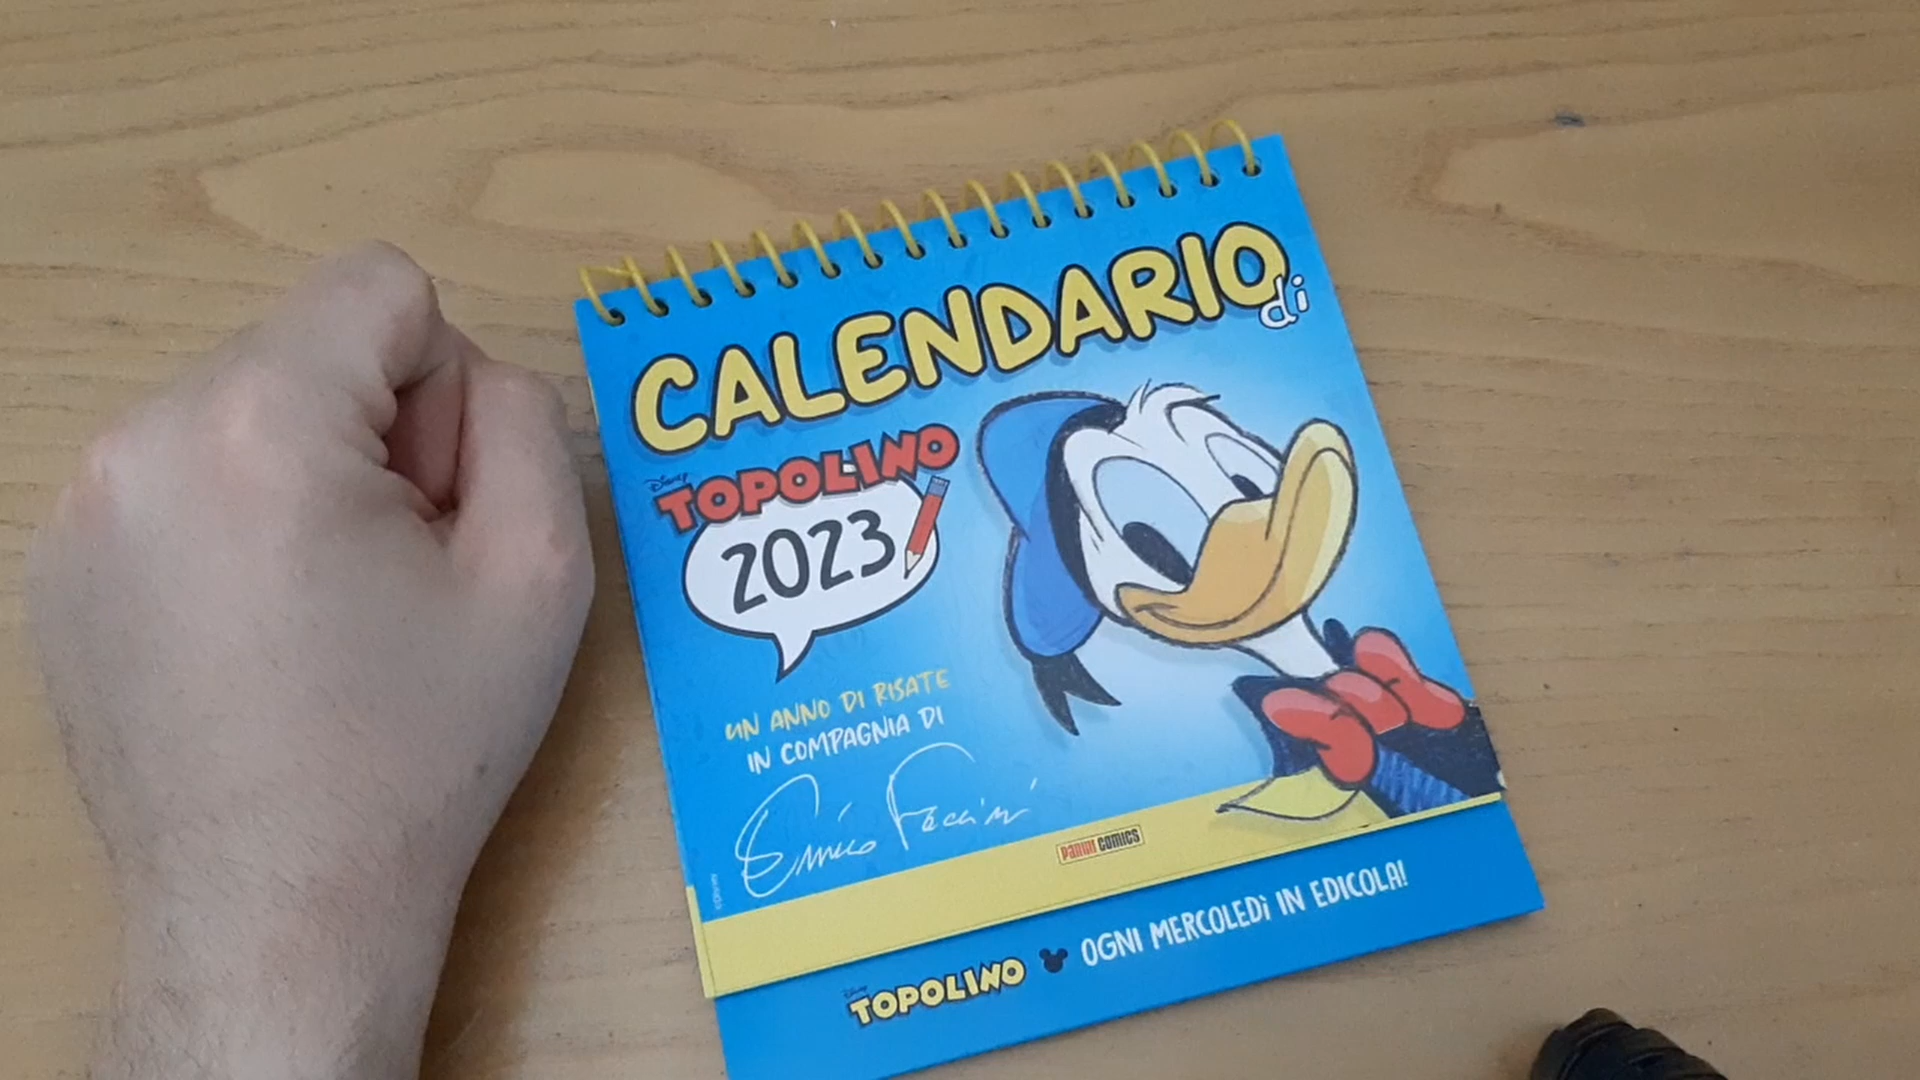 CALENDARIO
di
Disney
TOPOLINO
2023
UN ANNO DI RISATE
IN COMPAGNIA DI
Enrico Faccini
©Disney
PANINI COMICS
Disney
TOPOLINO OGNI MERCOLEDÌ IN EDICOLA!